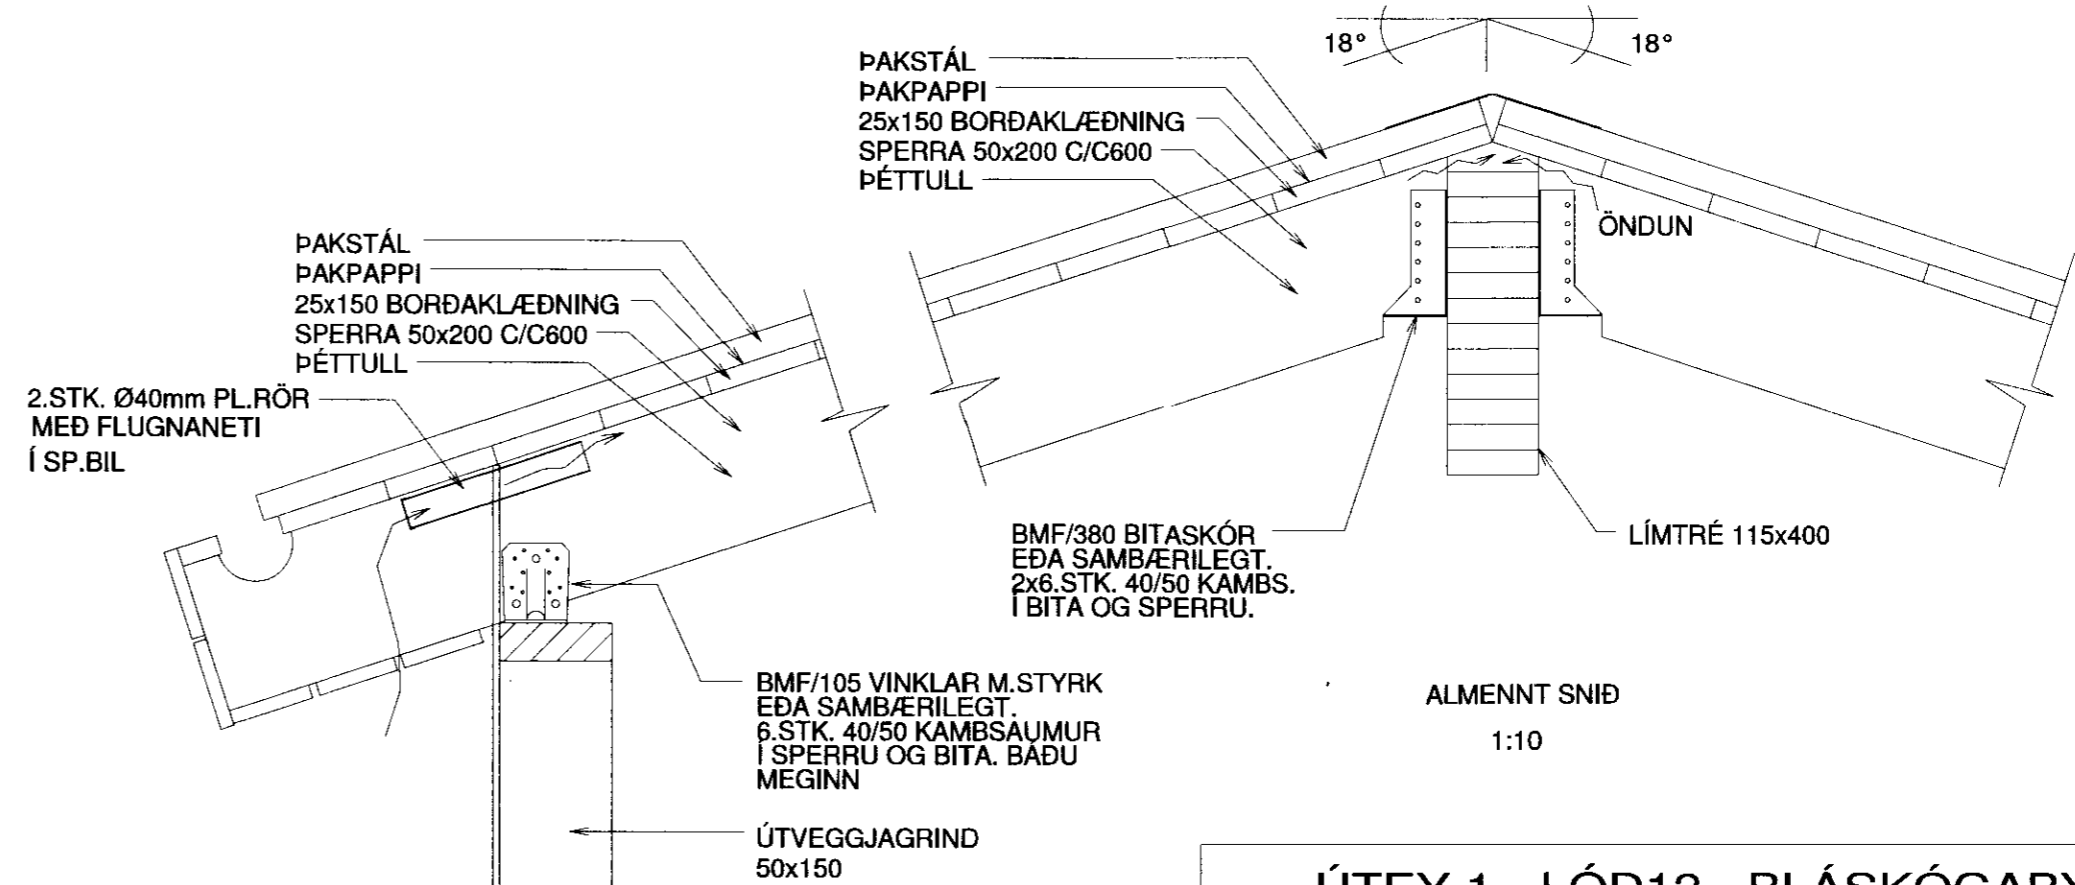 18°
18°
ÞAKSTÁL
ÞAKPAPPI
25x150 BORÐAKLÆÐNING
SPERRA 50x200 C/C600
ÞÉTTULL
ÖNDUN
ÞAKSTÁL
ÞAKPAPPI
25x150 BORÐAKLÆÐNING
SPERRA 50x200 C/C600
ÞÉTTULL
2.STK. Ø40mm PL.RÖR
MEÐ FLUGNANETI
Í SP.BIL
BMF/380 BITASKÓR
EÐA SAMBÆRILEGT.
2x6.STK. 40/50 KAMBS.
Í BITA OG SPERRU.
LÍMTRÉ 115x400
BMF/105 VINKLAR M.STYRK
EÐA SAMBÆRILEGT.
6.STK. 40/50 KAMBSAUMUR
Í SPERRU OG BITA. BÁÐU
MEGINN
ALMENNT SNIÐ
1:10
ÚTVEGGJAGRIND
50x150